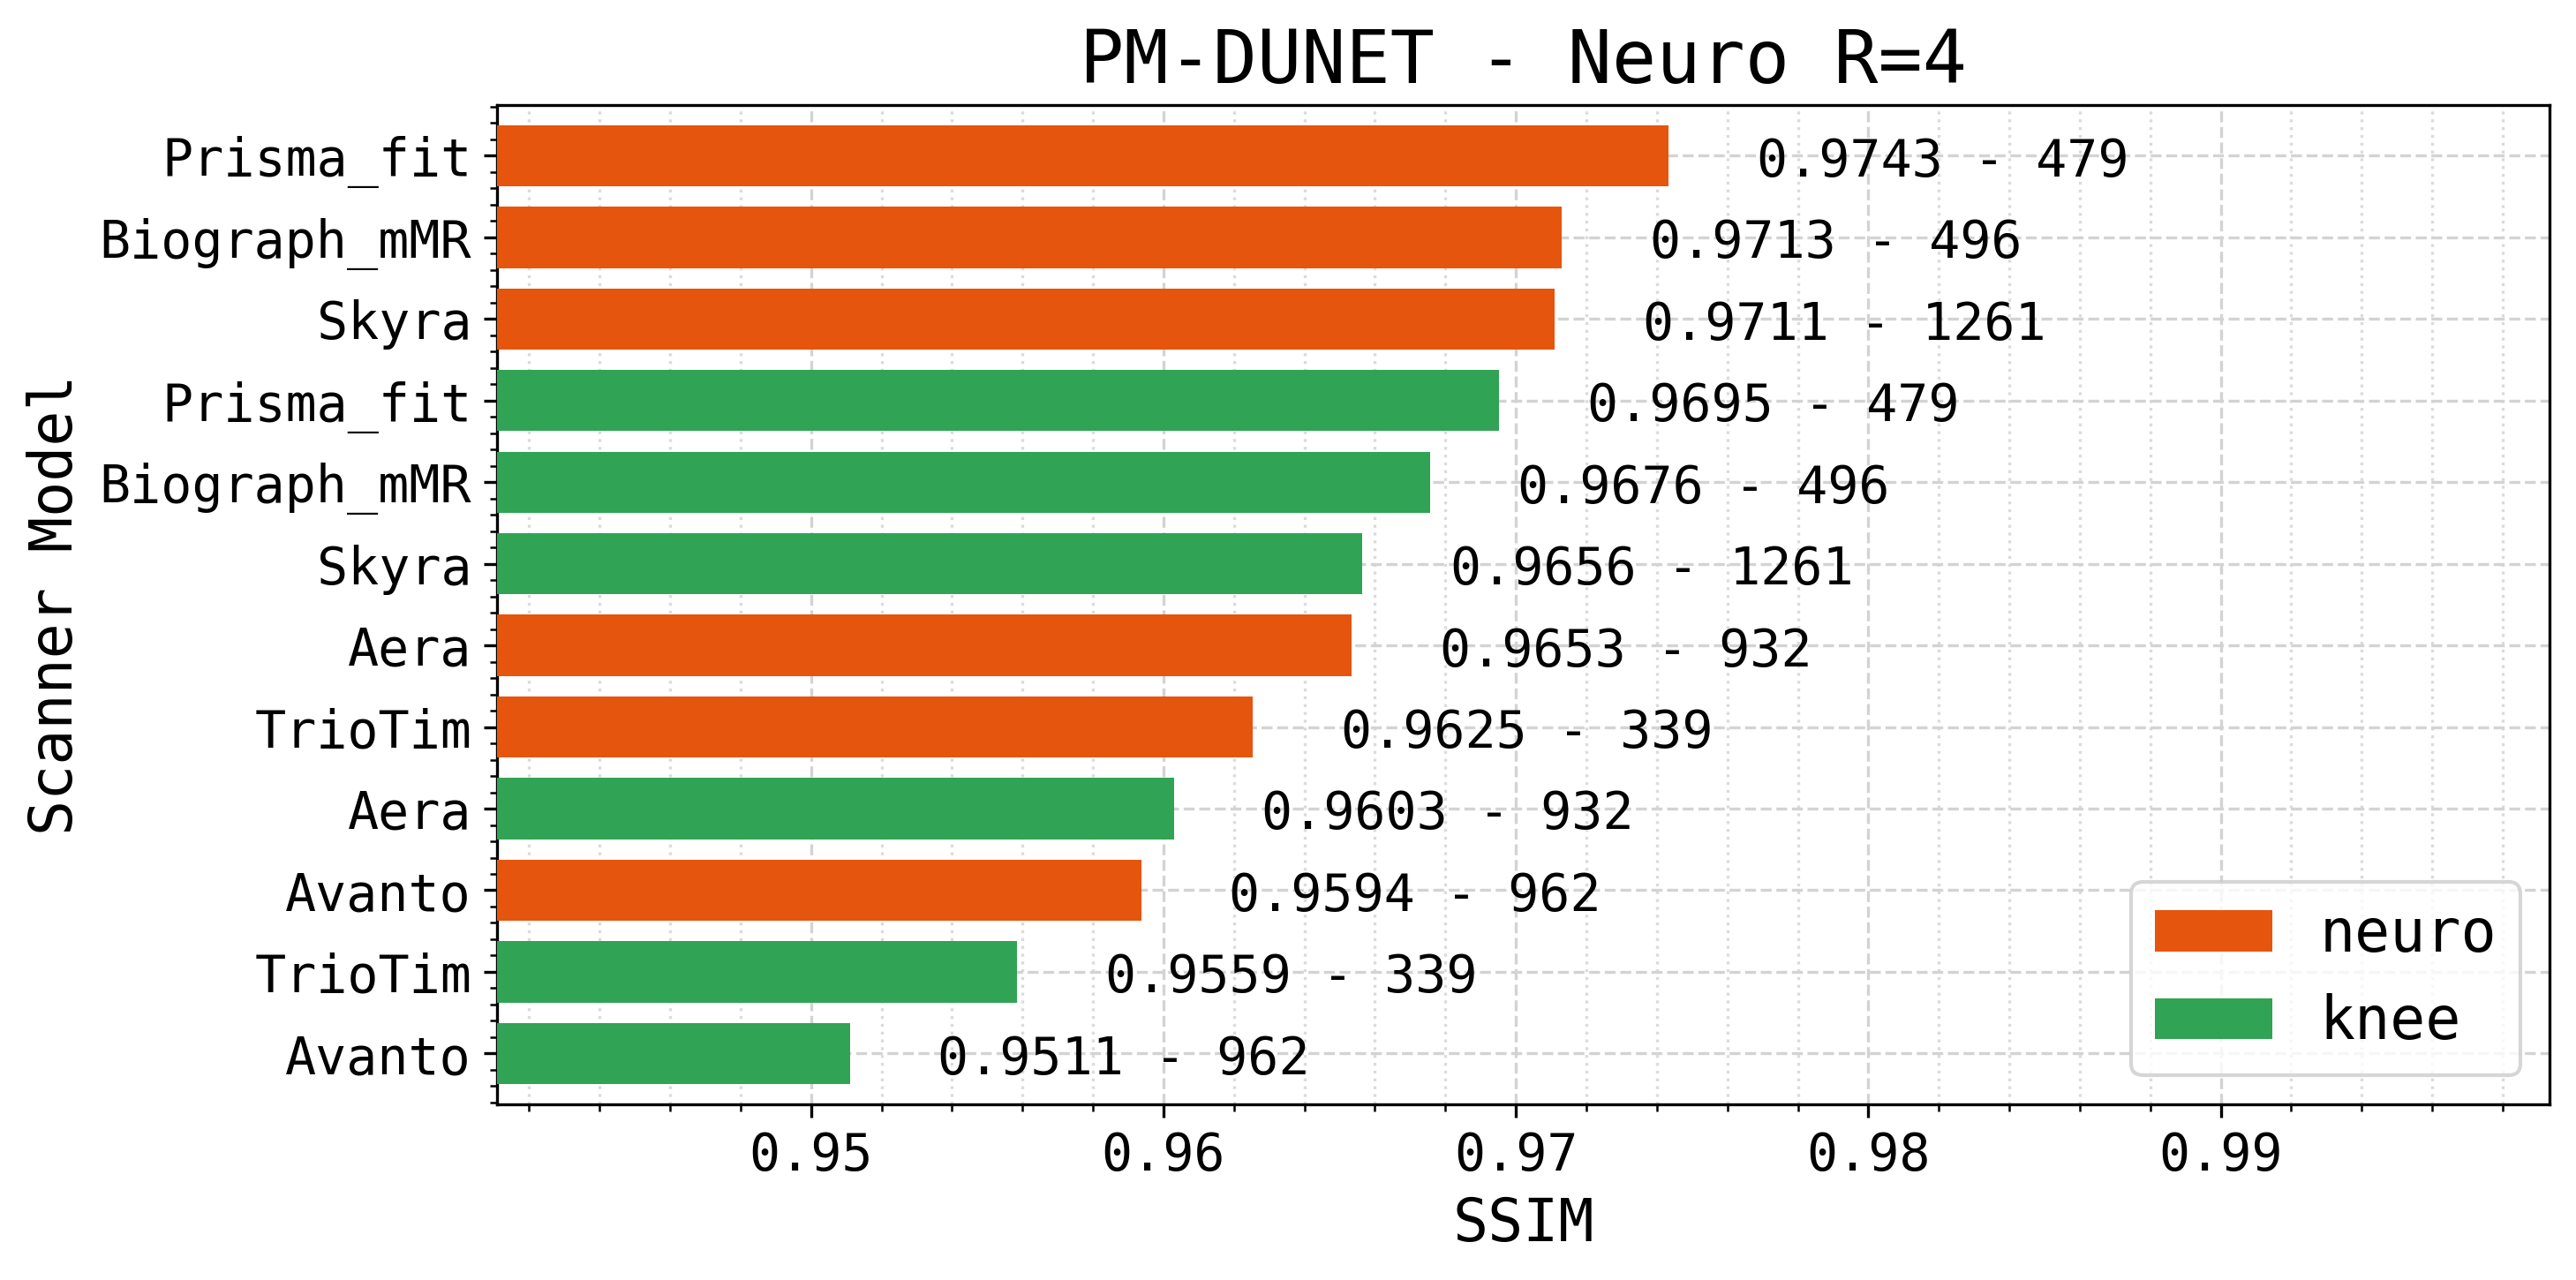 PM-DUNET - Neuro R=4
Scanner Model
Prisma_fit 0.9743 - 479
Biograph_mMR 0.9713 - 496
Skyra 0.9711 - 1261
Prisma_fit 0.9695 - 479
Biograph_mMR 0.9676 - 496
Skyra 0.9656 - 1261
Aera 0.9653 - 932
TrioTim 0.9625 - 339
Aera 0.9603 - 932
Avanto 0.9594 - 962
TrioTim 0.9559 - 339
Avanto 0.9511 - 962
neuro
knee
0.95 0.96 0.97 0.98 0.99
SSIM